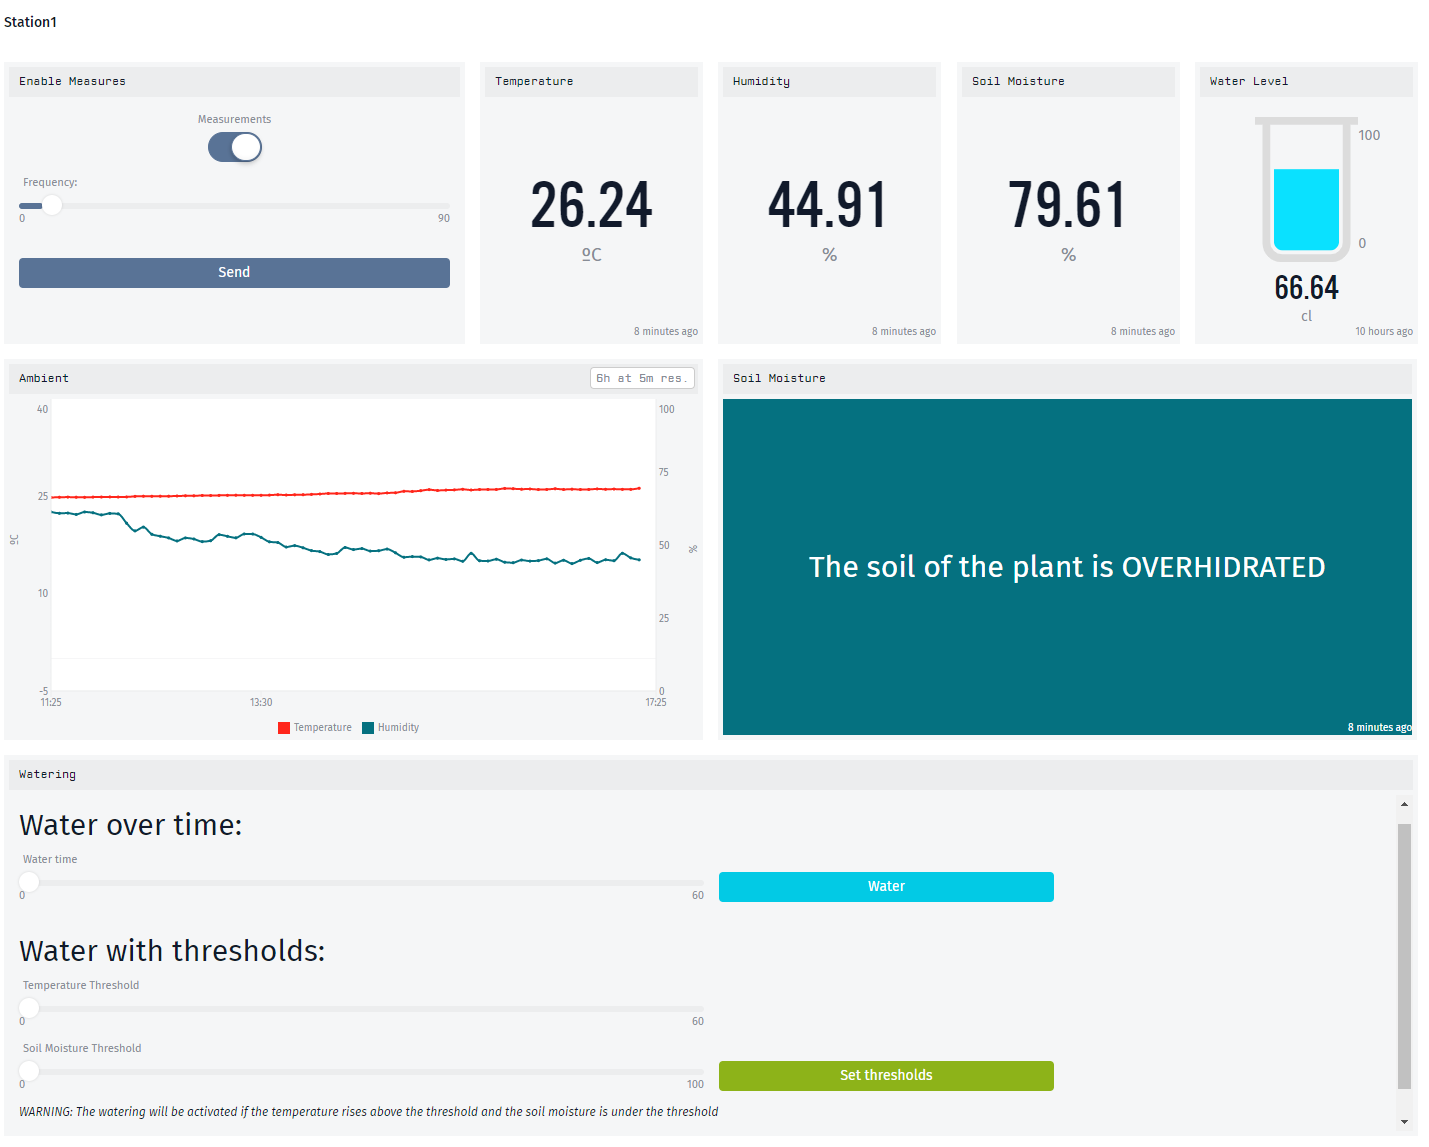 Station1
Enable Measures
Measurements
Frequency:
0
90
Send
Temperature
26.24
ºC
8 minutes ago
Humidity
44.91
%
8 minutes ago
Soil Moisture
79.61
%
8 minutes ago
Water Level
100
0
66.64
cl
10 hours ago
Ambient
6h at 5m res.
40
25
10
-5
ºC
100
75
50
25
0
%
11:25
13:30
17:25
Temperature
Humidity
Soil Moisture
The soil of the plant is OVERHIDRATED
8 minutes ago
Watering
Water over time:
Water time
0
60
Water
Water with thresholds:
Temperature Threshold
0
60
Soil Moisture Threshold
0
100
Set thresholds
WARNING: The watering will be activated if the temperature rises above the threshold and the soil moisture is under the threshold